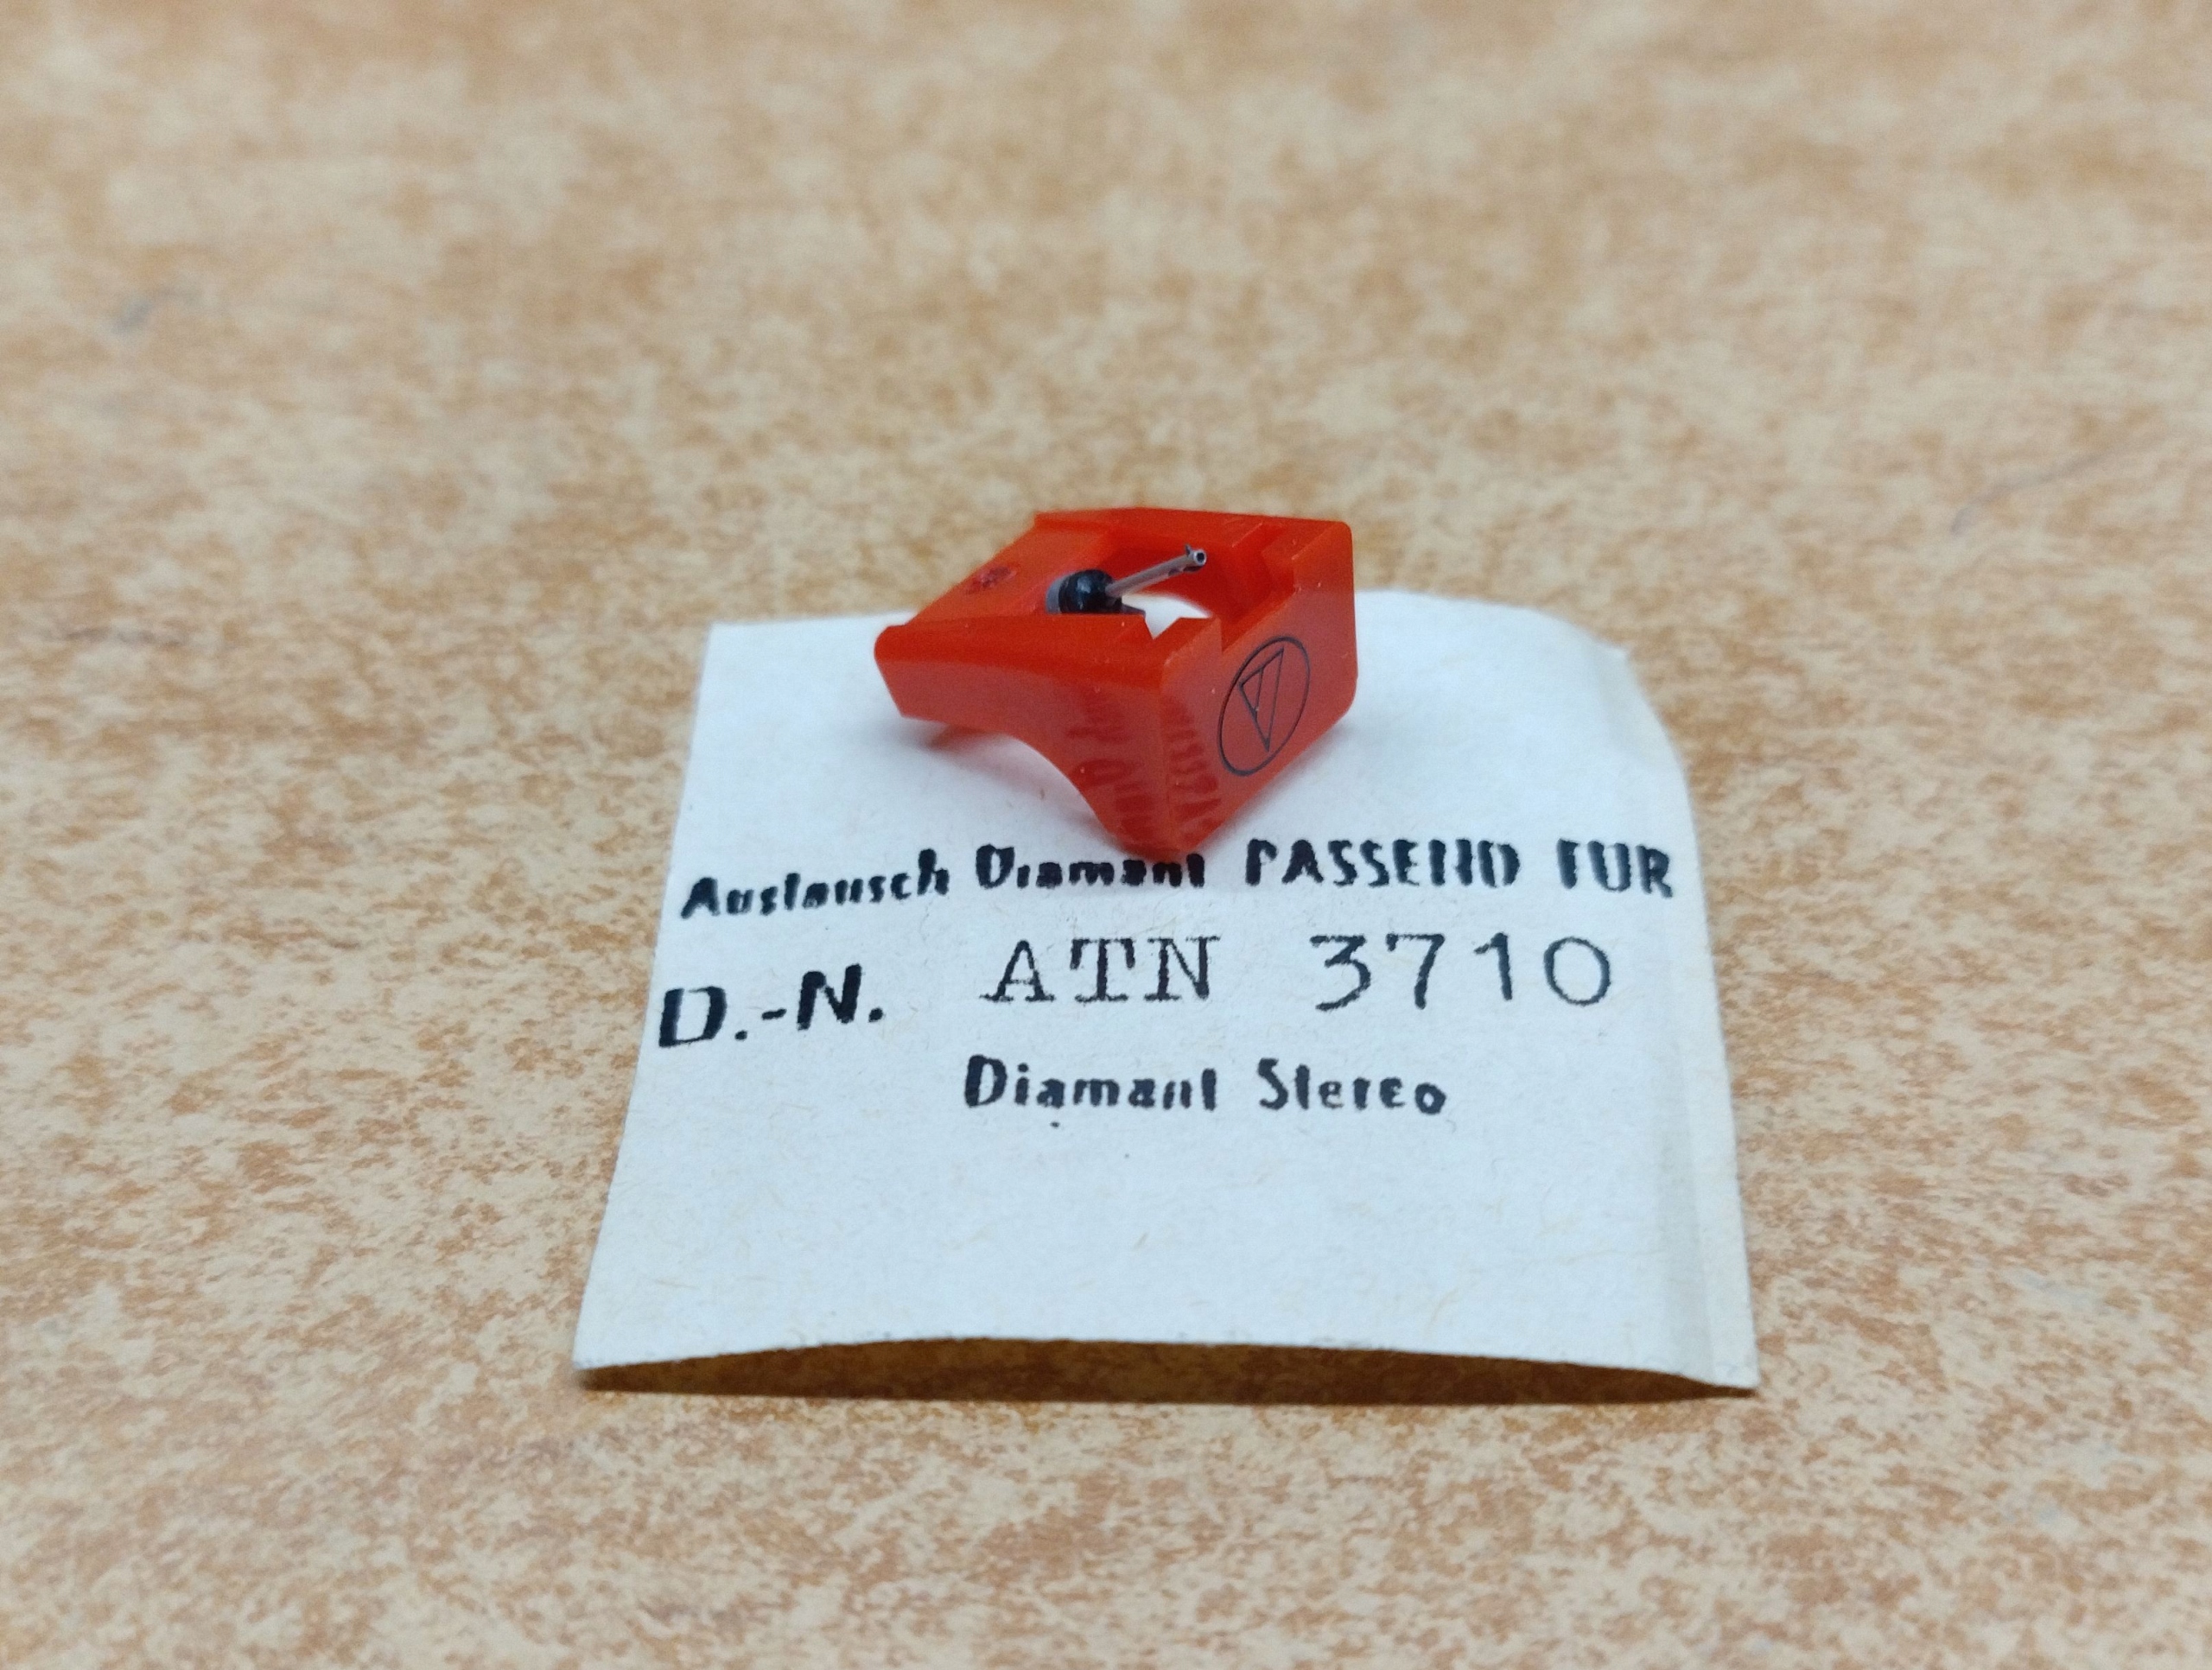 Austausch Diamant PASSEND FUR
D.-N. ATN 3710
Diamant Stereo